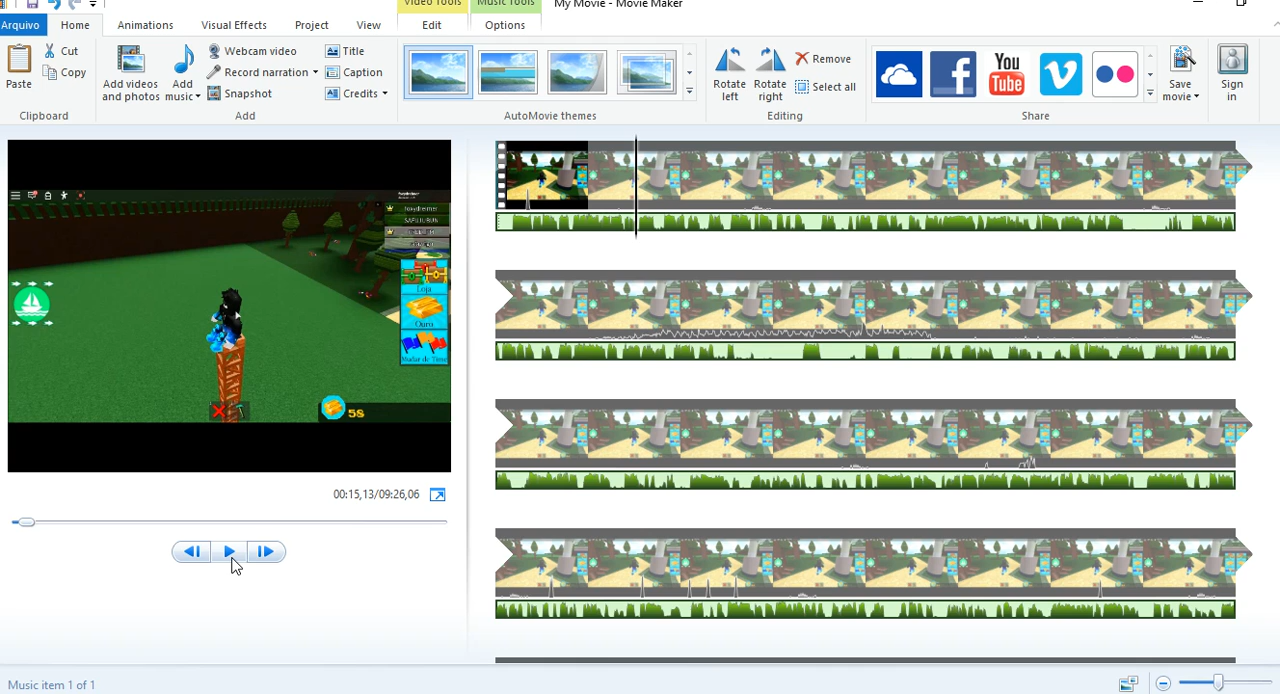 Video Tools
Music Tools
My Movie - Movie Maker
Arquivo
Home
Animations
Visual Effects
Project
View
Edit
Options
Paste
Cut
Copy
Clipboard
Add videos
and photos
Add
music
Webcam video
Record narration
Snapshot
Title
Caption
Credits
Add
AutoMovie themes
Rotate
left
Rotate
right
Remove
Select all
Editing
You
Tube
Share
Save
movie
Sign
in
Loja
Ouro
Mudar de Time
58
00:15,13/09:26,06
Music item 1 of 1